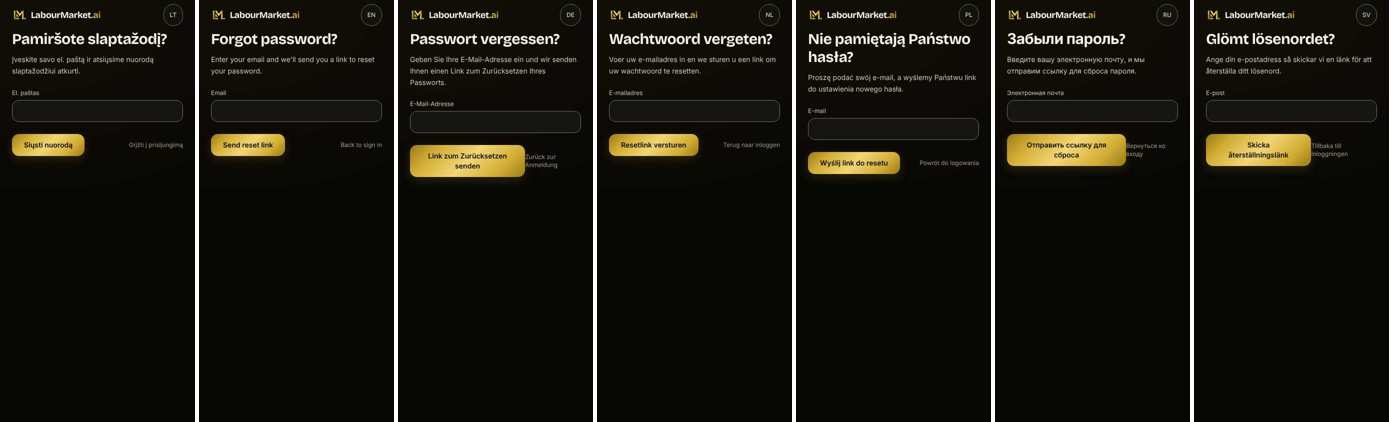 LabourMarket.ai
LT
Pamiršote slaptažodį?
Įveskite savo el. paštą ir atsiųsime nuorodą
slaptažodžiui atkurti.
El. paštas
Siųsti nuorodą
Grįžti į prisijungimą
LabourMarket.ai
EN
Forgot password?
Enter your email and we'll send you a link to reset
your password.
Email
Send reset link
Back to sign in
LabourMarket.ai
DE
Passwort vergessen?
Geben Sie Ihre E-Mail-Adresse ein und wir senden
Ihnen einen Link zum Zurücksetzen Ihres
Passworts.
E-Mail-Adresse
Link zum Zurücksetzen
senden
Zurück zur
Anmeldung
LabourMarket.ai
NL
Wachtwoord vergeten?
Voer uw e-mailadres in en we sturen u een link om
uw wachtwoord te resetten.
E-mailadres
Resetlink versturen
Terug naar inloggen
LabourMarket.ai
PL
Nie pamiętają Państwo
hasła?
Proszę podać swój e-mail, a wyślemy Państwu link
do ustawienia nowego hasła.
E-mail
Wyślij link do resetu
Powrót do logowania
LabourMarket.ai
RU
Забыли пароль?
Введите вашу электронную почту, и мы
отправим ссылку для сброса пароля.
Электронная почта
Отправить ссылку для
сброса
Вернуться ко
входу
LabourMarket.ai
SV
Glömt lösenordet?
Ange din e-postadress så skickar vi en länk för att
återställa ditt lösenord.
E-post
Skicka
återställningslänk
Tillbaka till
inloggningen